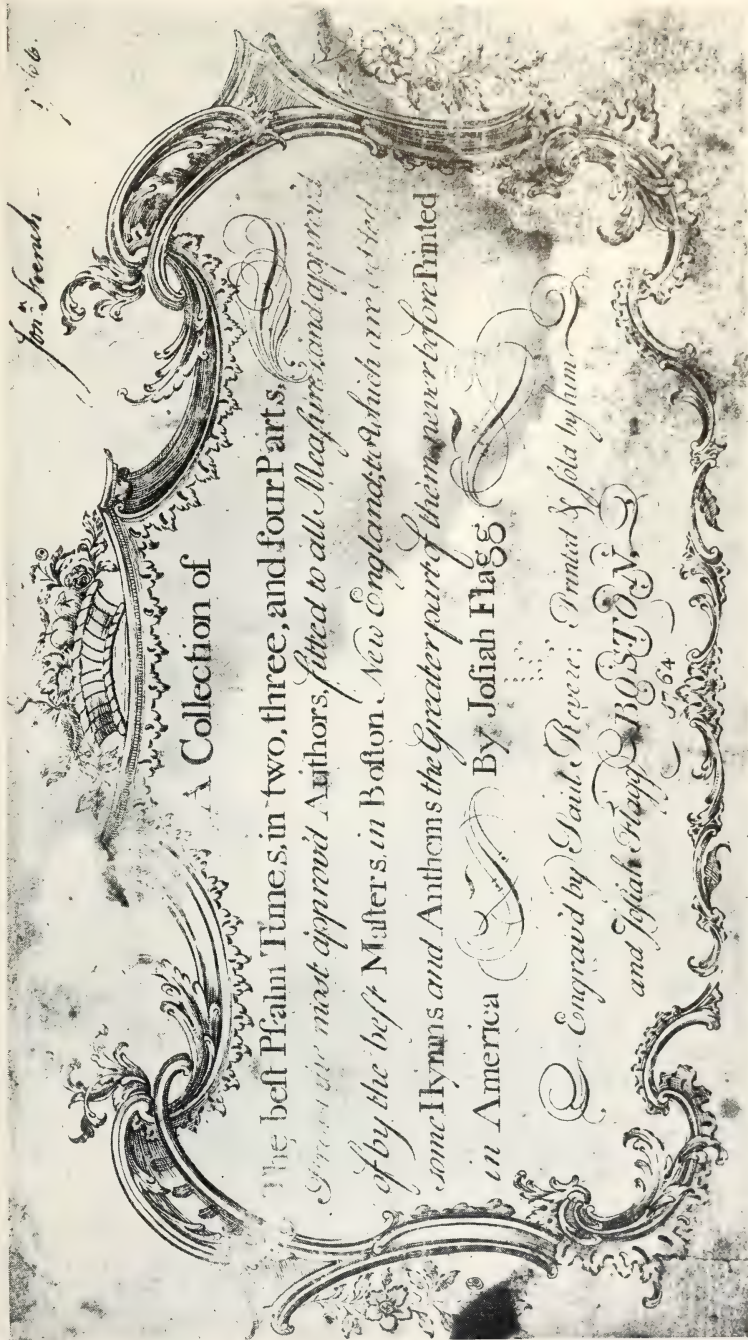 Jonⁿ French
A Collection of
The best Psalm Tunes, in two, three, and four Parts,
From the most approv'd Authors, fitted to all Measures, and approv'd
of by the best Masters in Boston New England; to which are added
some Hymns and Anthems the Greater part of them never before Printed
in America By Josiah Flagg
Engrav'd by Paul Revere; Printed & sold by him
and Josiah Flagg BOSTON,
1764